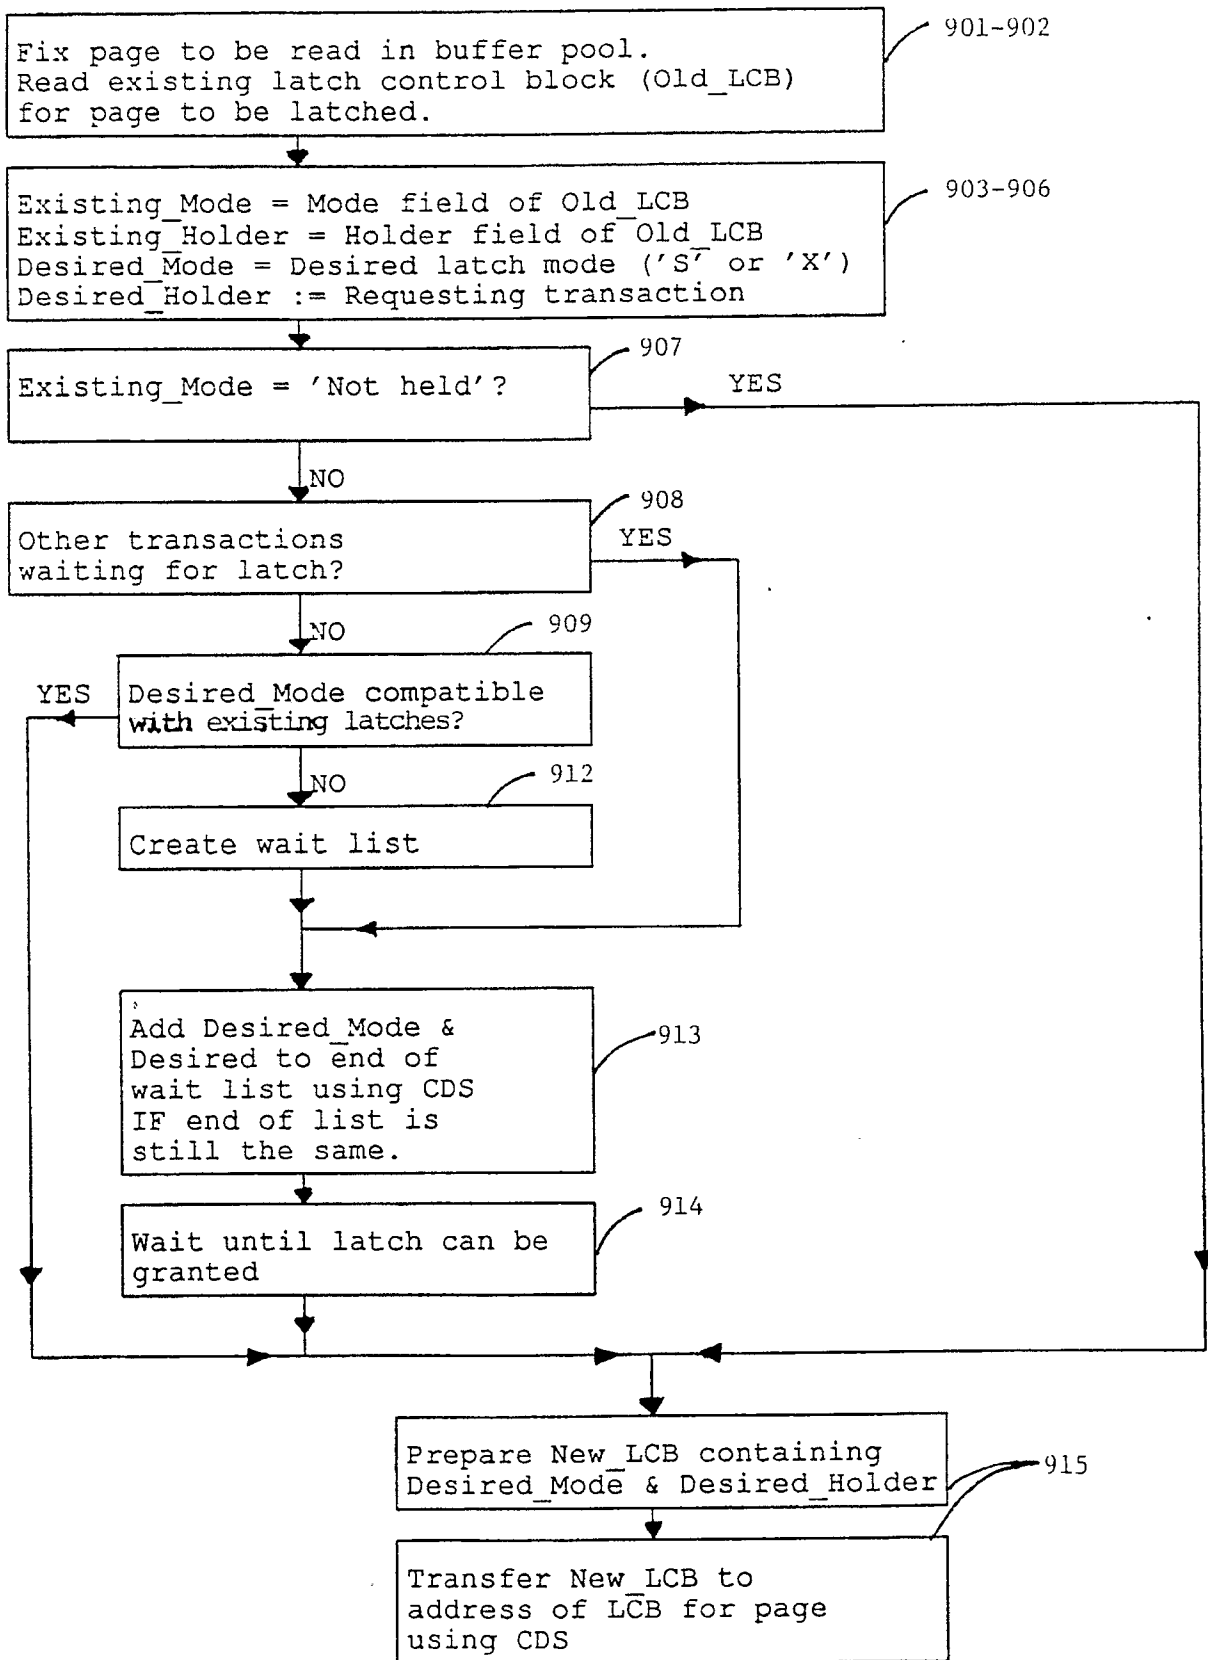 Fix page to be read in buffer pool.
Read existing latch control block (Old_LCB)
for page to be latched.
901-902
Existing_Mode = Mode field of Old_LCB
Existing_Holder = Holder field of Old_LCB
Desired_Mode = Desired latch mode ('S' or 'X')
Desired_Holder := Requesting transaction
903-906
Existing_Mode = 'Not held'?
907
YES
NO
Other transactions
waiting for latch?
908
YES
NO
909
YES
Desired_Mode compatible
with existing latches?
NO
912
Create wait list
Add Desired_Mode &
Desired to end of
wait list using CDS
IF end of list is
still the same.
913
Wait until latch can be
granted
914
Prepare New_LCB containing
Desired_Mode & Desired_Holder
915
Transfer New_LCB to
address of LCB for page
using CDS